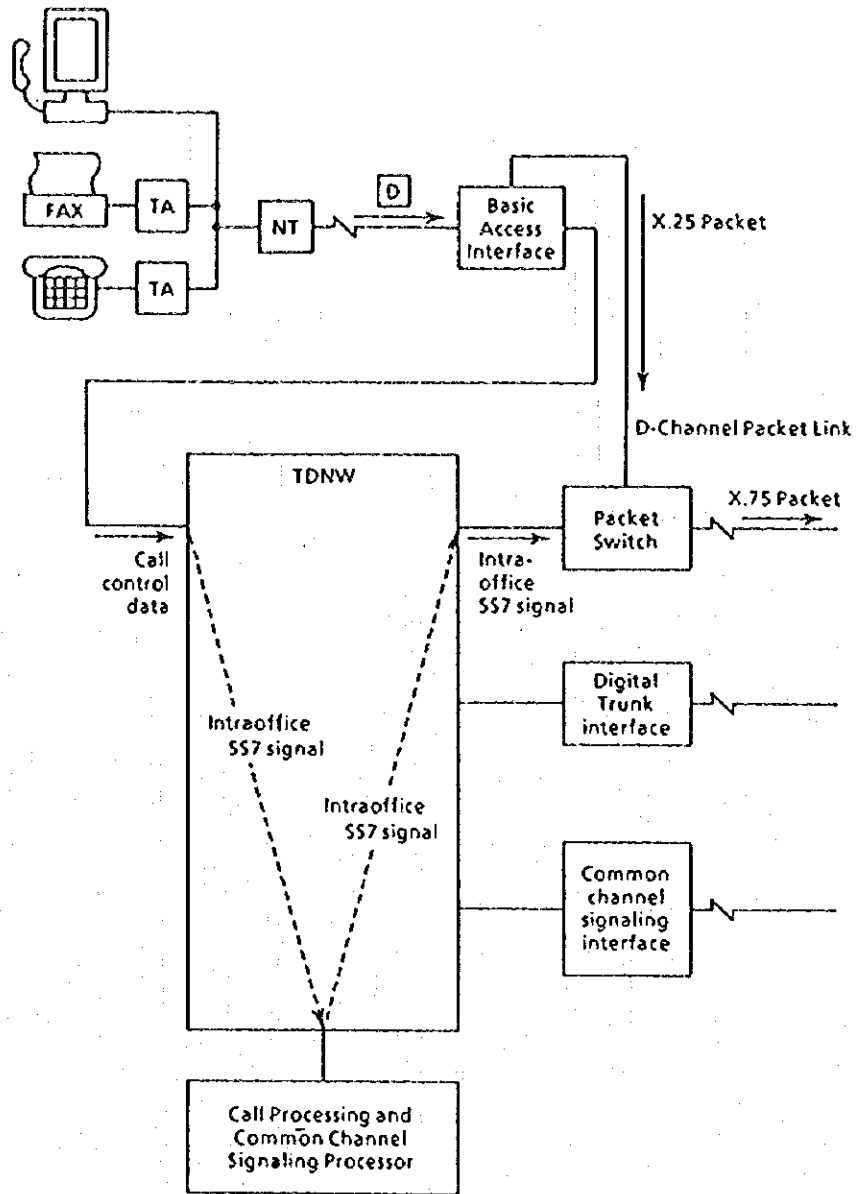 FAX
TA
TA
NT
D
Basic
Access
Interface
X.25 Packet
D-Channel Packet Link
TDNW
Call
control
data
Intra-
office
SS7 signal
Packet
Switch
X.75 Packet
Intraoffice
SS7 signal
Intraoffice
SS7 signal
Digital
Trunk
interface
Common
channel
signaling
interface
Call Processing and
Common Channel
Signaling Processor